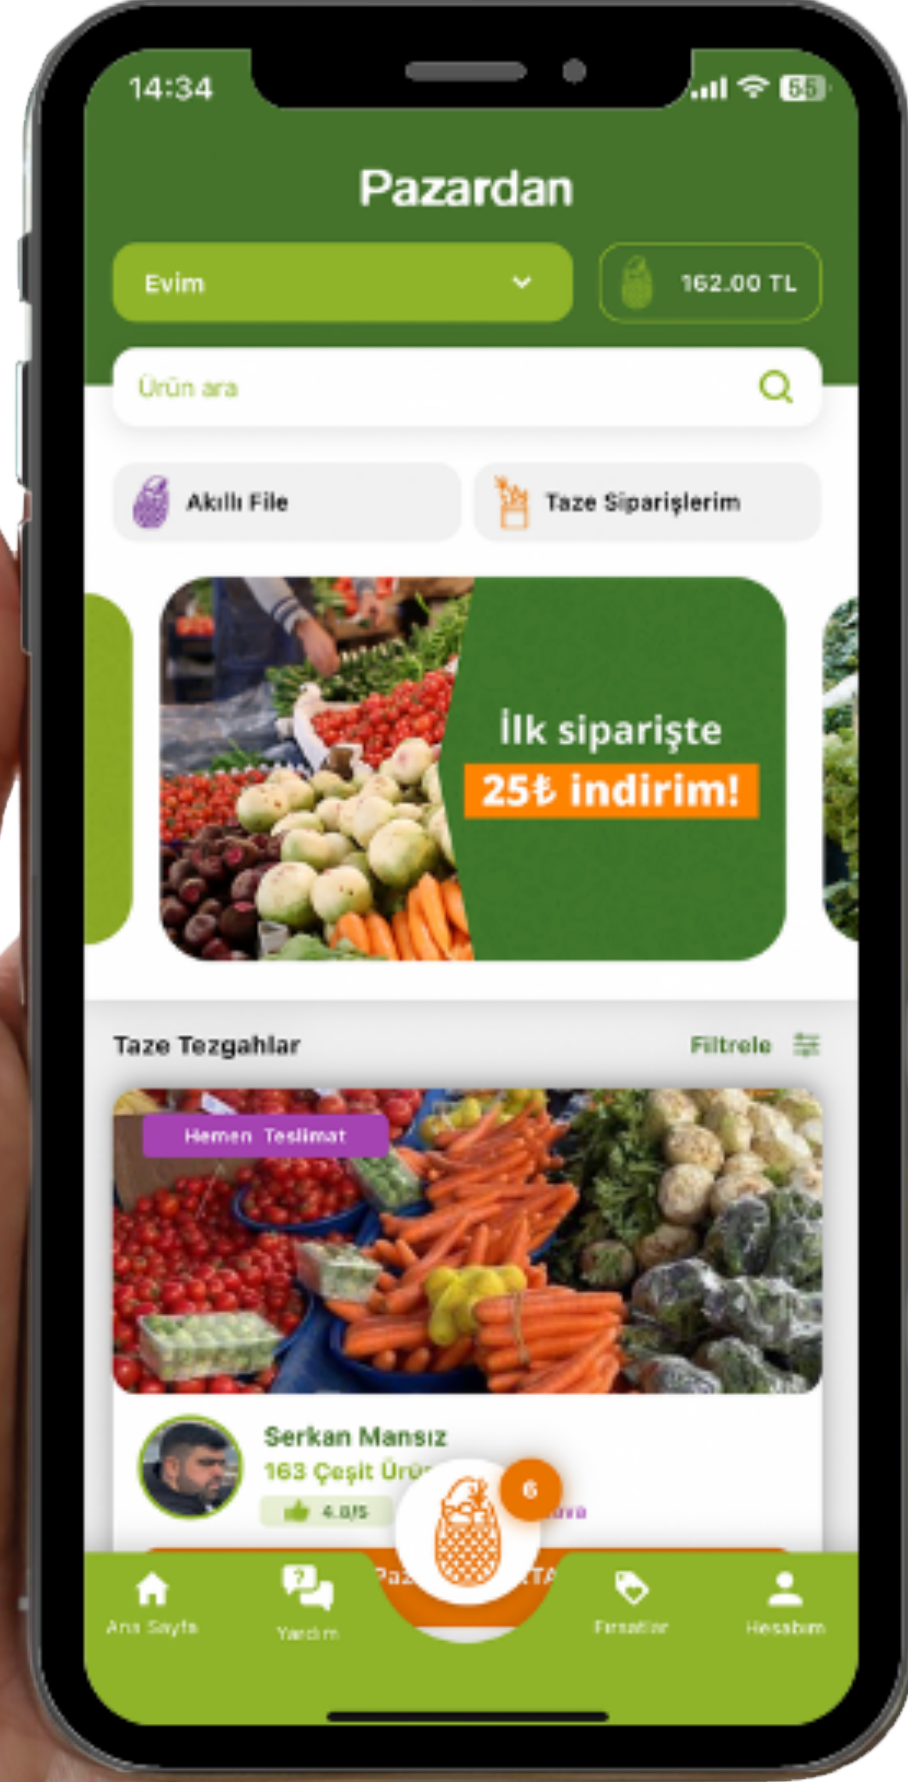 14:34
55
Pazardan
Evim
162.00 TL
Ürün ara
Akıllı File
Taze Siparişlerim
İlk siparişte
25₺ indirim!
Taze Tezgahlar
Filtrele
Hemen Teslimat
Serkan Mansız
163 Çeşit
4.8/5
6
Ana Sayfa
Yardım
Fırsatlar
Hesabım